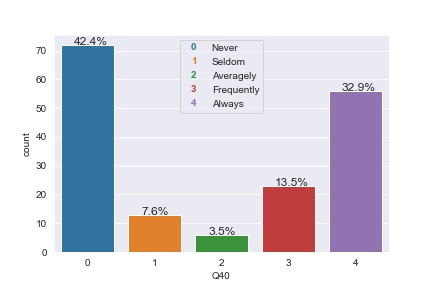 42.4%
7.6%
3.5%
13.5%
32.9%
0 Never
1 Seldom
2 Averagely
3 Frequently
4 Always
count
70
60
50
40
30
20
10
0
0 1 2 3 4
Q40